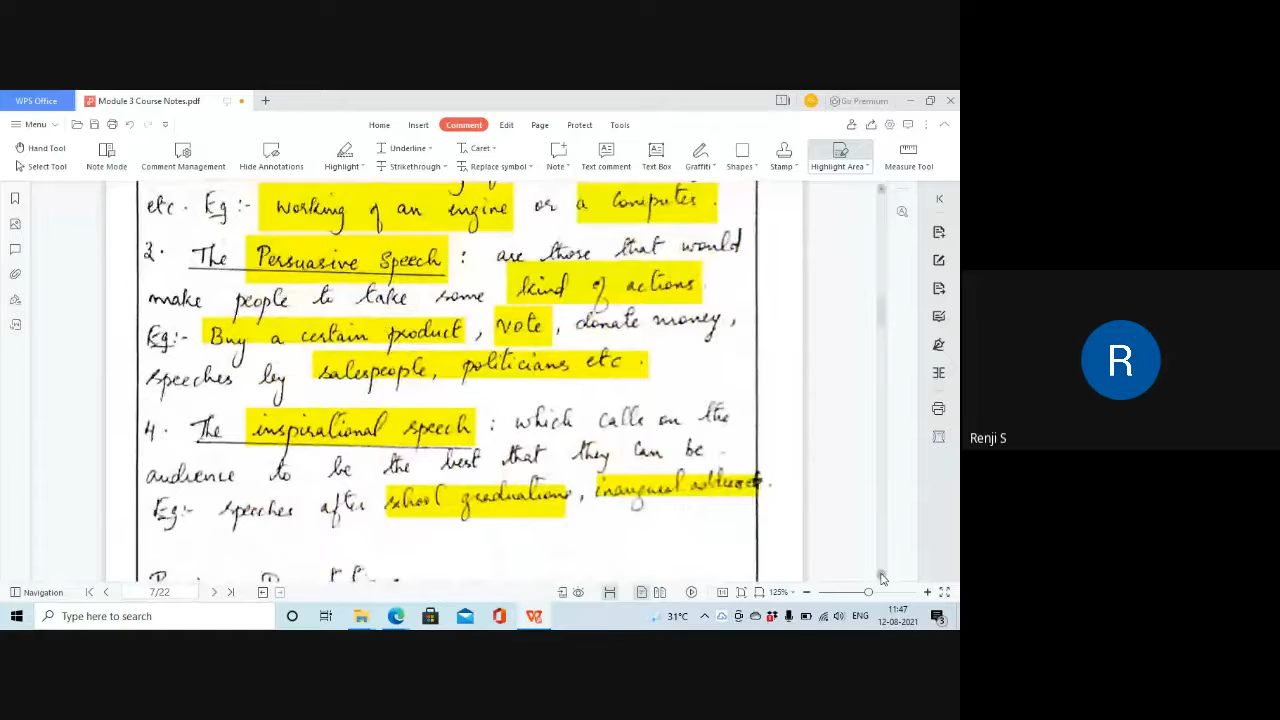 WPS Office
Module 3 Course Notes.pdf
Go Premium
Menu
Home Insert Comment Edit Page Protect Tools
Hand Tool
Select Tool
Note Mode
Comment Management
Hide Annotations
Highlight
Underline
Strikethrough
Caret
Replace symbol
Note
Text comment
Text Box
Graffiti
Shapes
Stamp
Highlight Area
Measure Tool
etc. Eg :- working of an engine or a computer.
3. The Persuasive Speech : are those that would
make people to take some kind of actions.
Eg:- Buy a certain product, vote, donate money,
speeches by salespeople, politicians etc.
4. The inspirational speech : which calls on the
audience to be the best that they can be.
Eg:- speeches after school graduations, inaugural
Navigation
7/22
125%
Type here to search
31°C
ENG
11:47
12-08-2021
3
R
Renji S